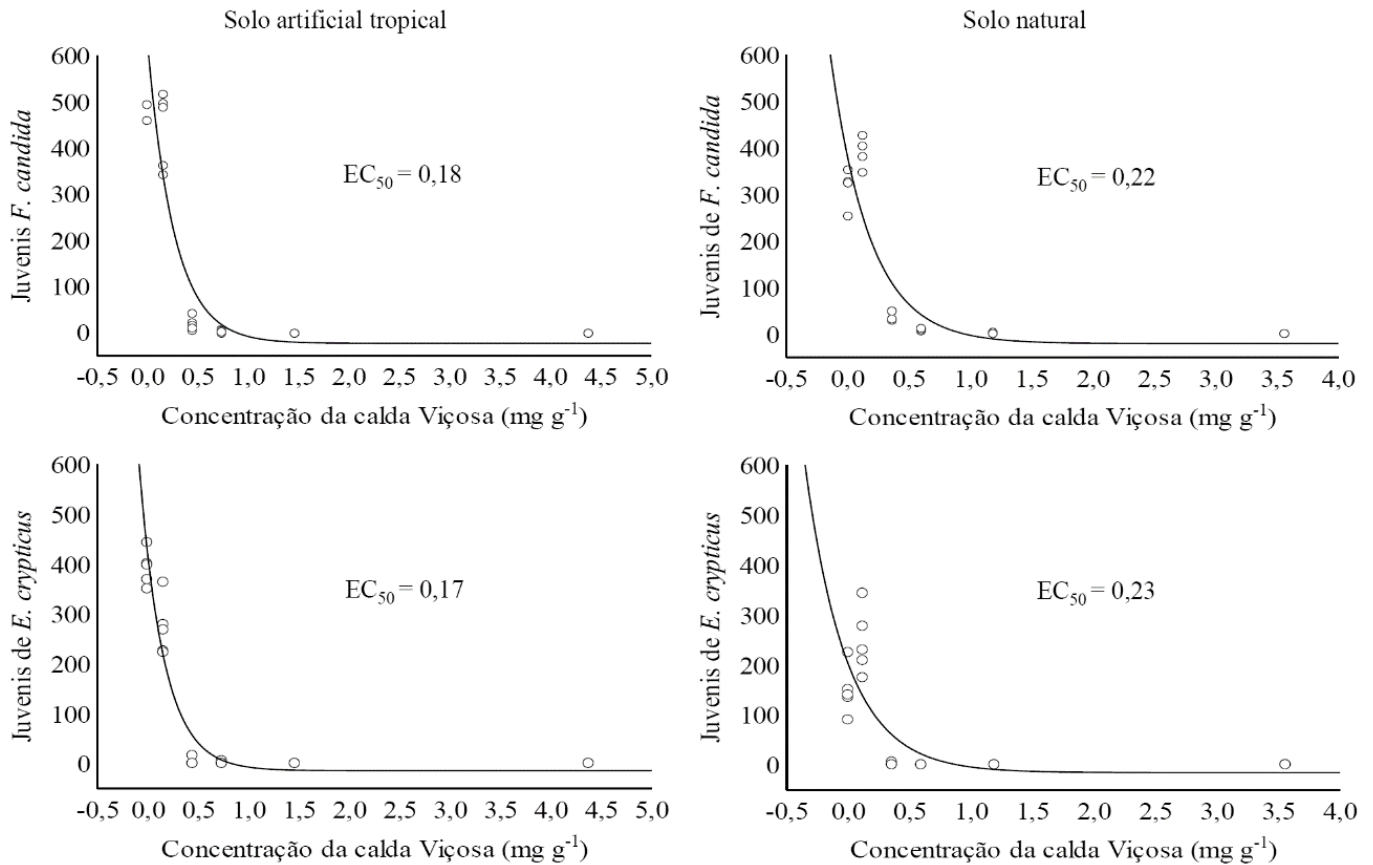 Solo artificial tropical
Solo natural
Juvenis F. candida
600
500
400
300
200
100
0
EC50 = 0,18
-0,5 0,0 0,5 1,0 1,5 2,0 2,5 3,0 3,5 4,0 4,5 5,0
Concentração da calda Viçosa (mg g-1)
Juvenis de F. candida
600
500
400
300
200
100
0
EC50 = 0,22
-0,5 0,0 0,5 1,0 1,5 2,0 2,5 3,0 3,5 4,0
Concentração da calda Viçosa (mg g-1)
Juvenis de E. crypticus
600
500
400
300
200
100
0
EC50 = 0,17
-0,5 0,0 0,5 1,0 1,5 2,0 2,5 3,0 3,5 4,0 4,5 5,0
Concentração da calda Viçosa (mg g-1)
Juvenis de E. crypticus
600
500
400
300
200
100
0
EC50 = 0,23
-0,5 0,0 0,5 1,0 1,5 2,0 2,5 3,0 3,5 4,0
Concentração da calda Viçosa (mg g-1)